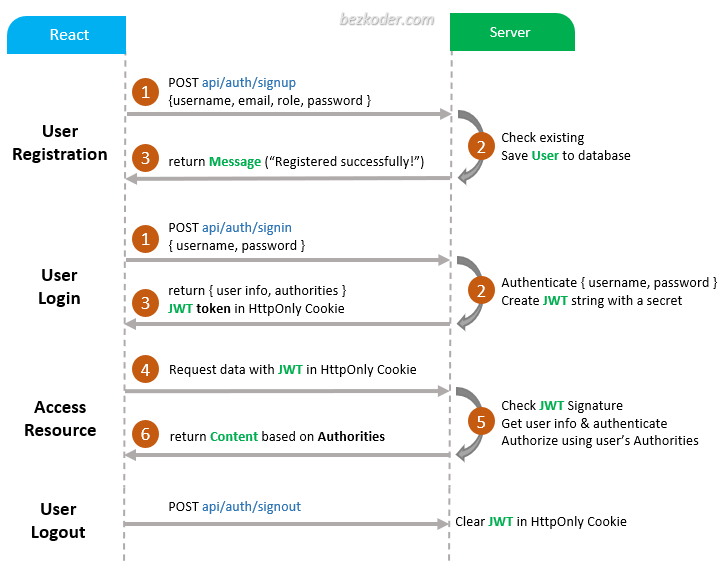 bezkoder.com
React
Server
1
POST api/auth/signup
{username, email, role, password }
User
Registration
2
Check existing
Save User to database
3
return Message (“Registered successfully!”)
1
POST api/auth/signin
{ username, password }
User
Login
2
Authenticate { username, password }
Create JWT string with a secret
3
return { user info, authorities }
JWT token in HttpOnly Cookie
4
Request data with JWT in HttpOnly Cookie
Access
Resource
5
Check JWT Signature
Get user info & authenticate
Authorize using user’s Authorities
6
return Content based on Authorities
User
Logout
POST api/auth/signout
Clear JWT in HttpOnly Cookie